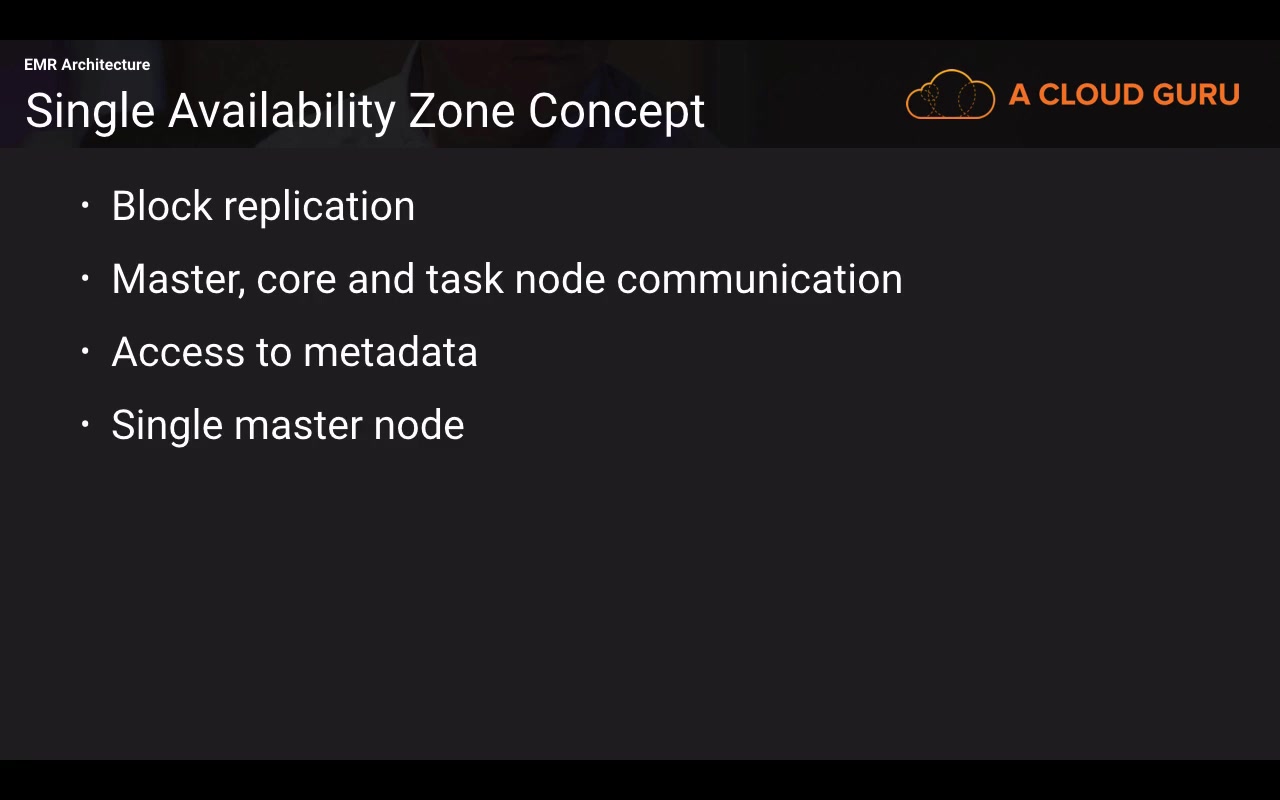 EMR Architecture
Single Availability Zone Concept
A CLOUD GURU
• Block replication
• Master, core and task node communication
• Access to metadata
• Single master node